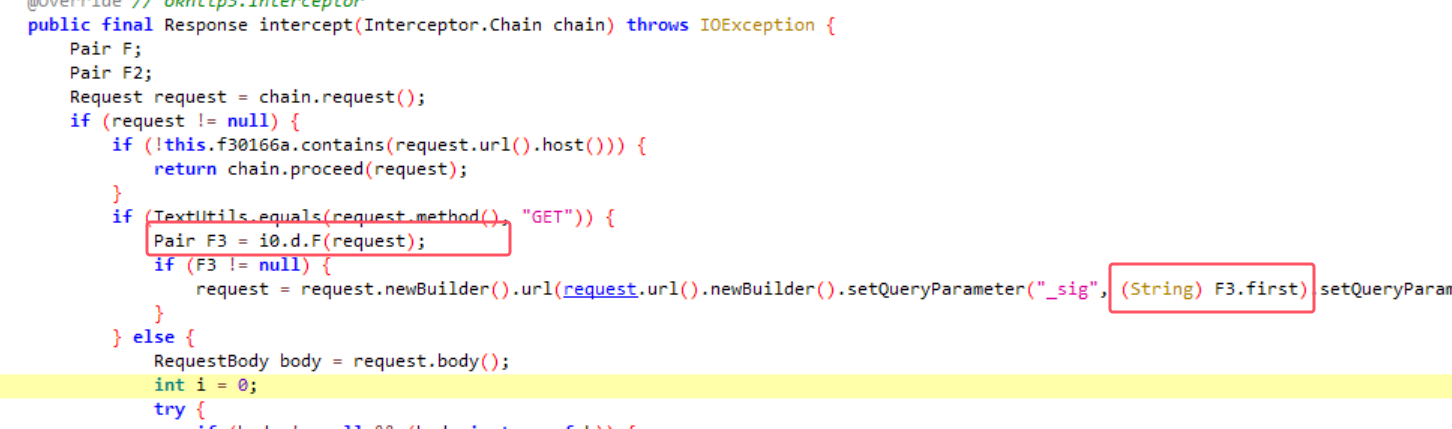 @Override // okhttp3.Interceptor
public final Response intercept(Interceptor.Chain chain) throws IOException {
    Pair F;
    Pair F2;
    Request request = chain.request();
    if (request != null) {
        if (!this.f30166a.contains(request.url().host())) {
            return chain.proceed(request);
        }
        if (TextUtils.equals(request.method(), "GET")) {
            Pair F3 = i0.d.F(request);
            if (F3 != null) {
                request = request.newBuilder().url(request.url().newBuilder().setQueryParameter("_sig", (String) F3.first).setQueryParam
            }
        } else {
            RequestBody body = request.body();
            int i = 0;
            try {